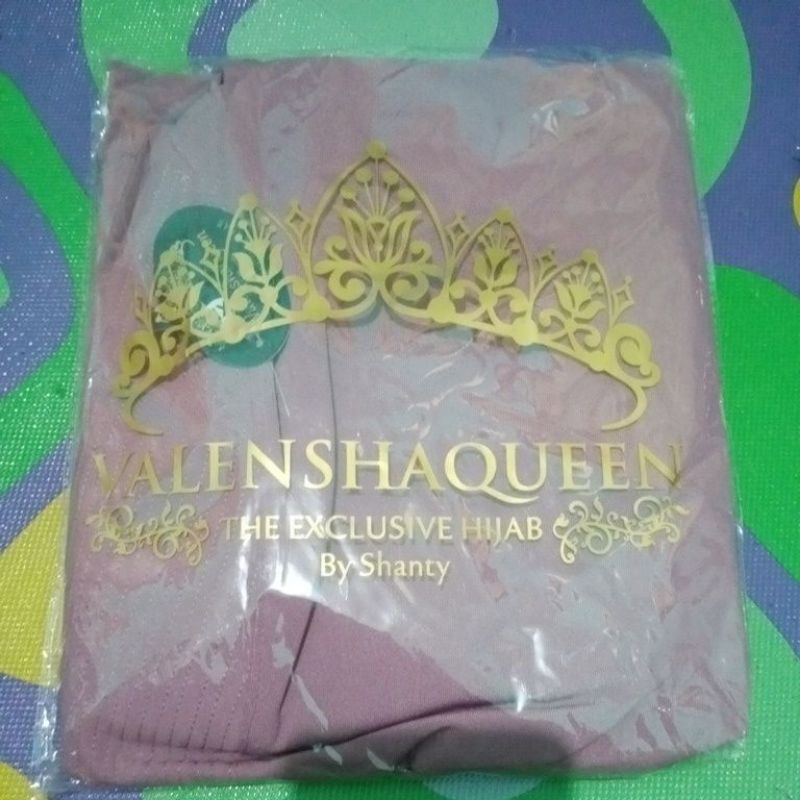 VALENSHAQUEEN
THE EXCLUSIVE HIJAB
By Shanty